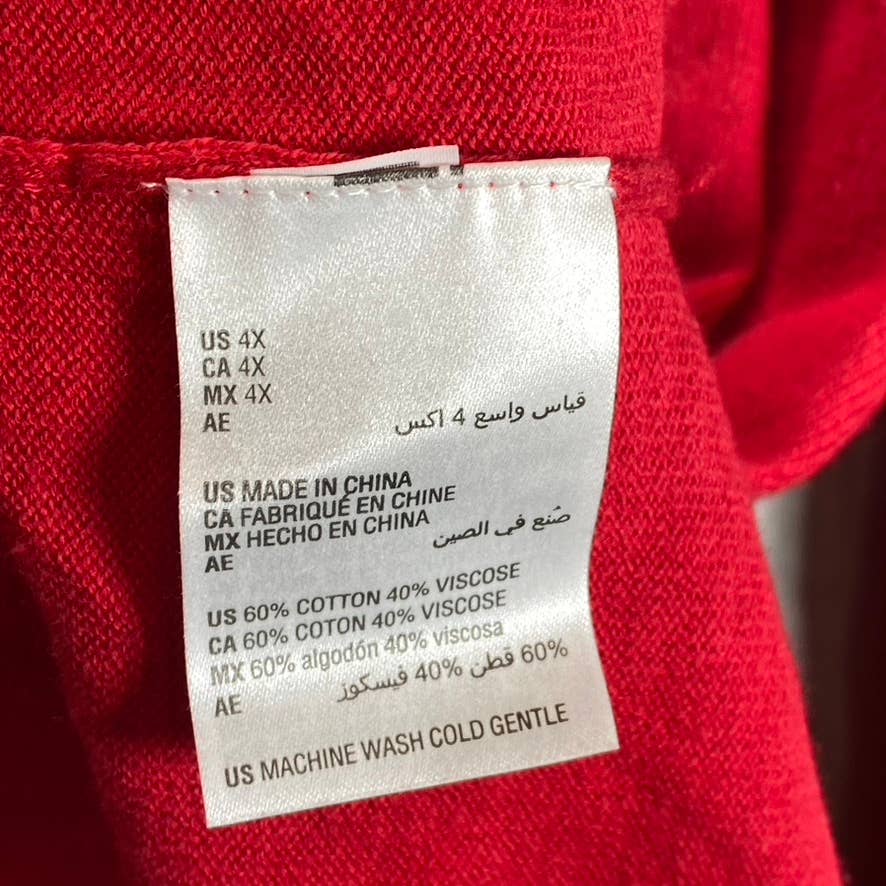 US 4X
CA 4X
MX 4X
AE قياس واسع 4 اكس
US MADE IN CHINA
CA FABRIQUÉ EN CHINE
MX HECHO EN CHINA
AE صُنع في الصين
US 60% COTTON 40% VISCOSE
CA 60% COTON 40% VISCOSE
MX 60% algodón 40% viscosa
AE 60% قطن 40% فيسكوز
US MACHINE WASH COLD GENTLE